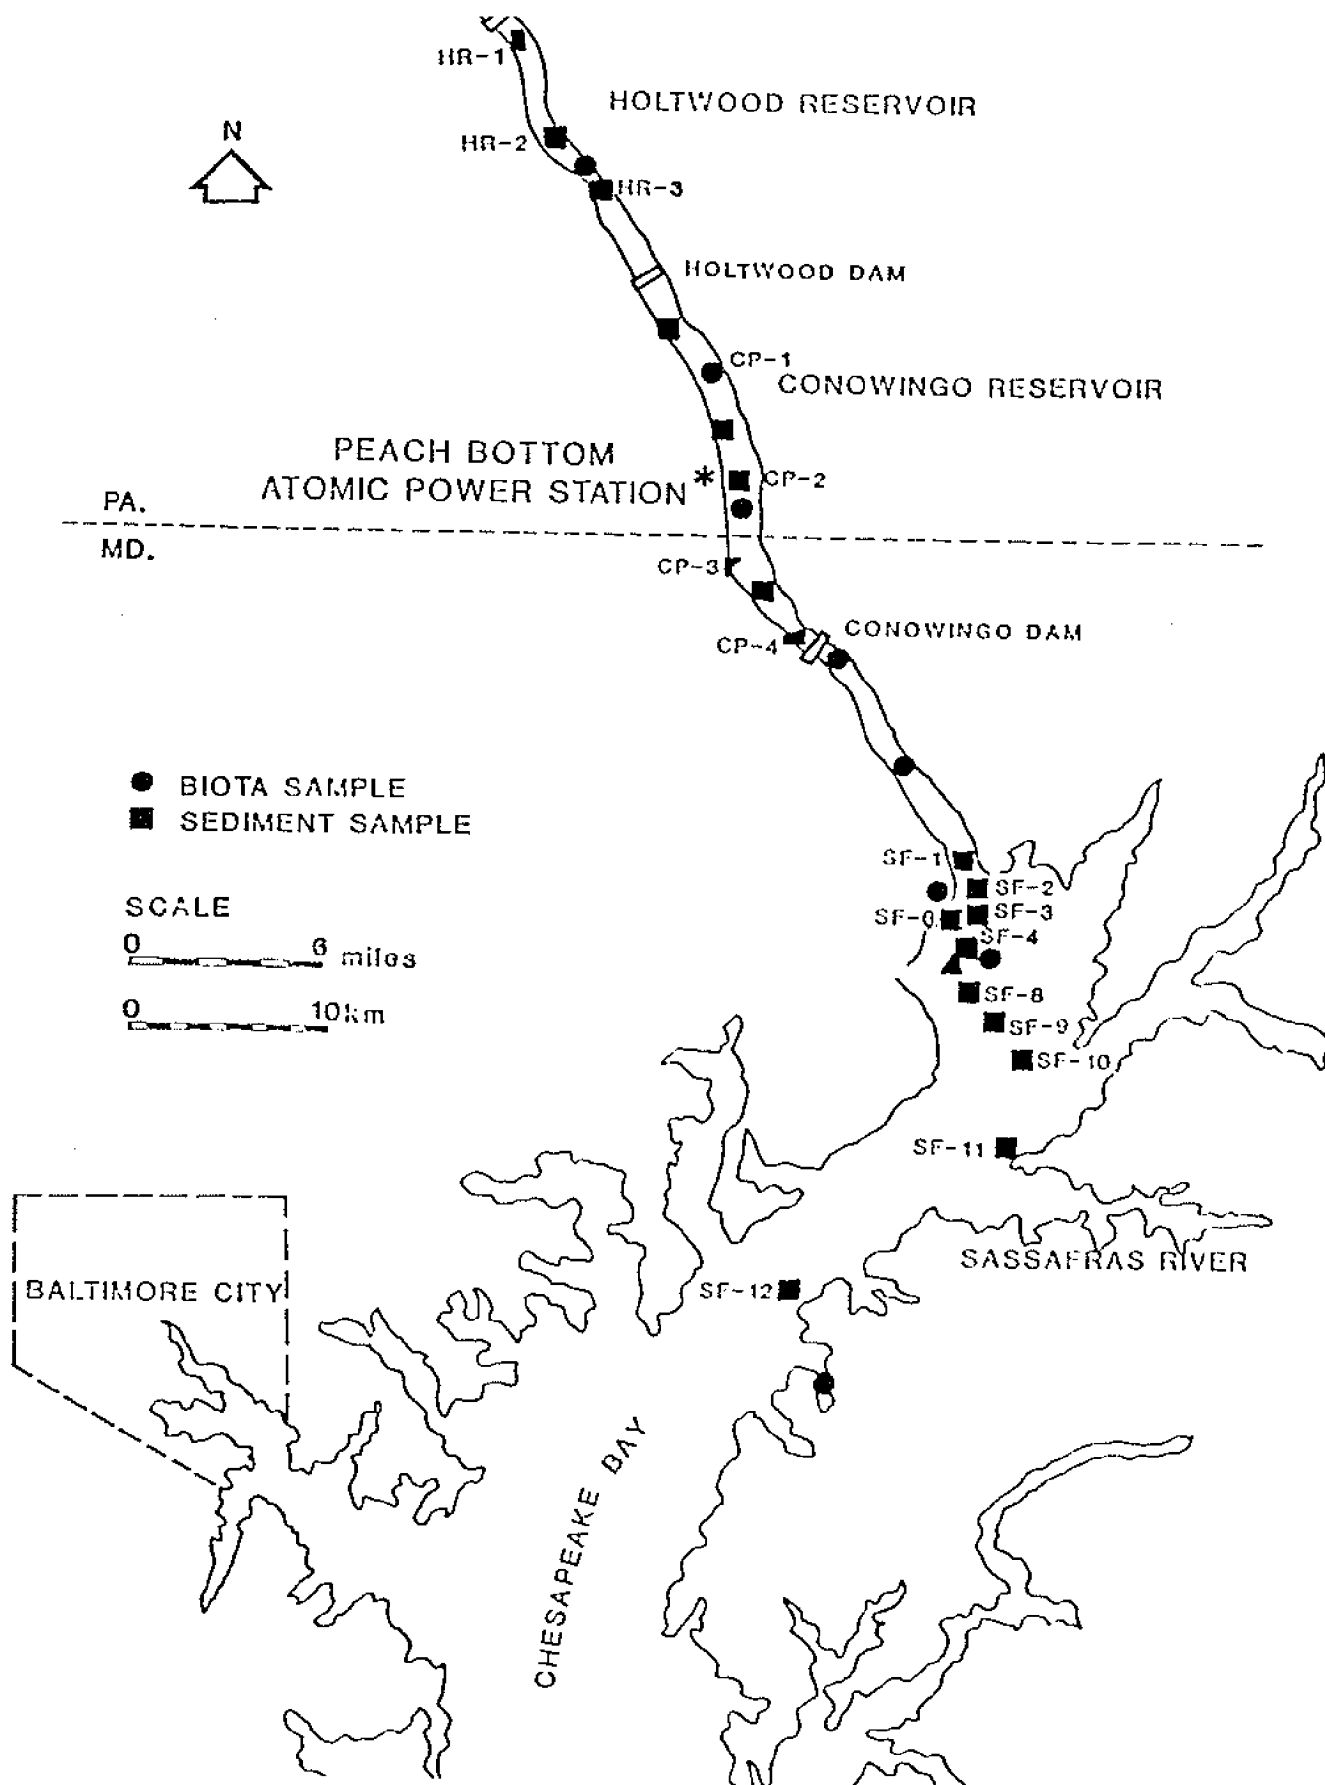 HR-1
HOLTWOOD RESERVOIR
N
HR-2
HR-3
HOLTWOOD DAM
CP-1
CONOWINGO RESERVOIR
PEACH BOTTOM
ATOMIC POWER STATION *
CP-2
PA.
MD.
CP-3
CONOWINGO DAM
CP-4
BIOTA SAMPLE
SEDIMENT SAMPLE
SF-1
SF-2
SCALE
SF-3
SF-4
0 6 miles
SF-8
0 10km
SF-9
SF-10
SF-11
SASSAFRAS RIVER
BALTIMORE CITY
SF-12
CHESAPEAKE BAY